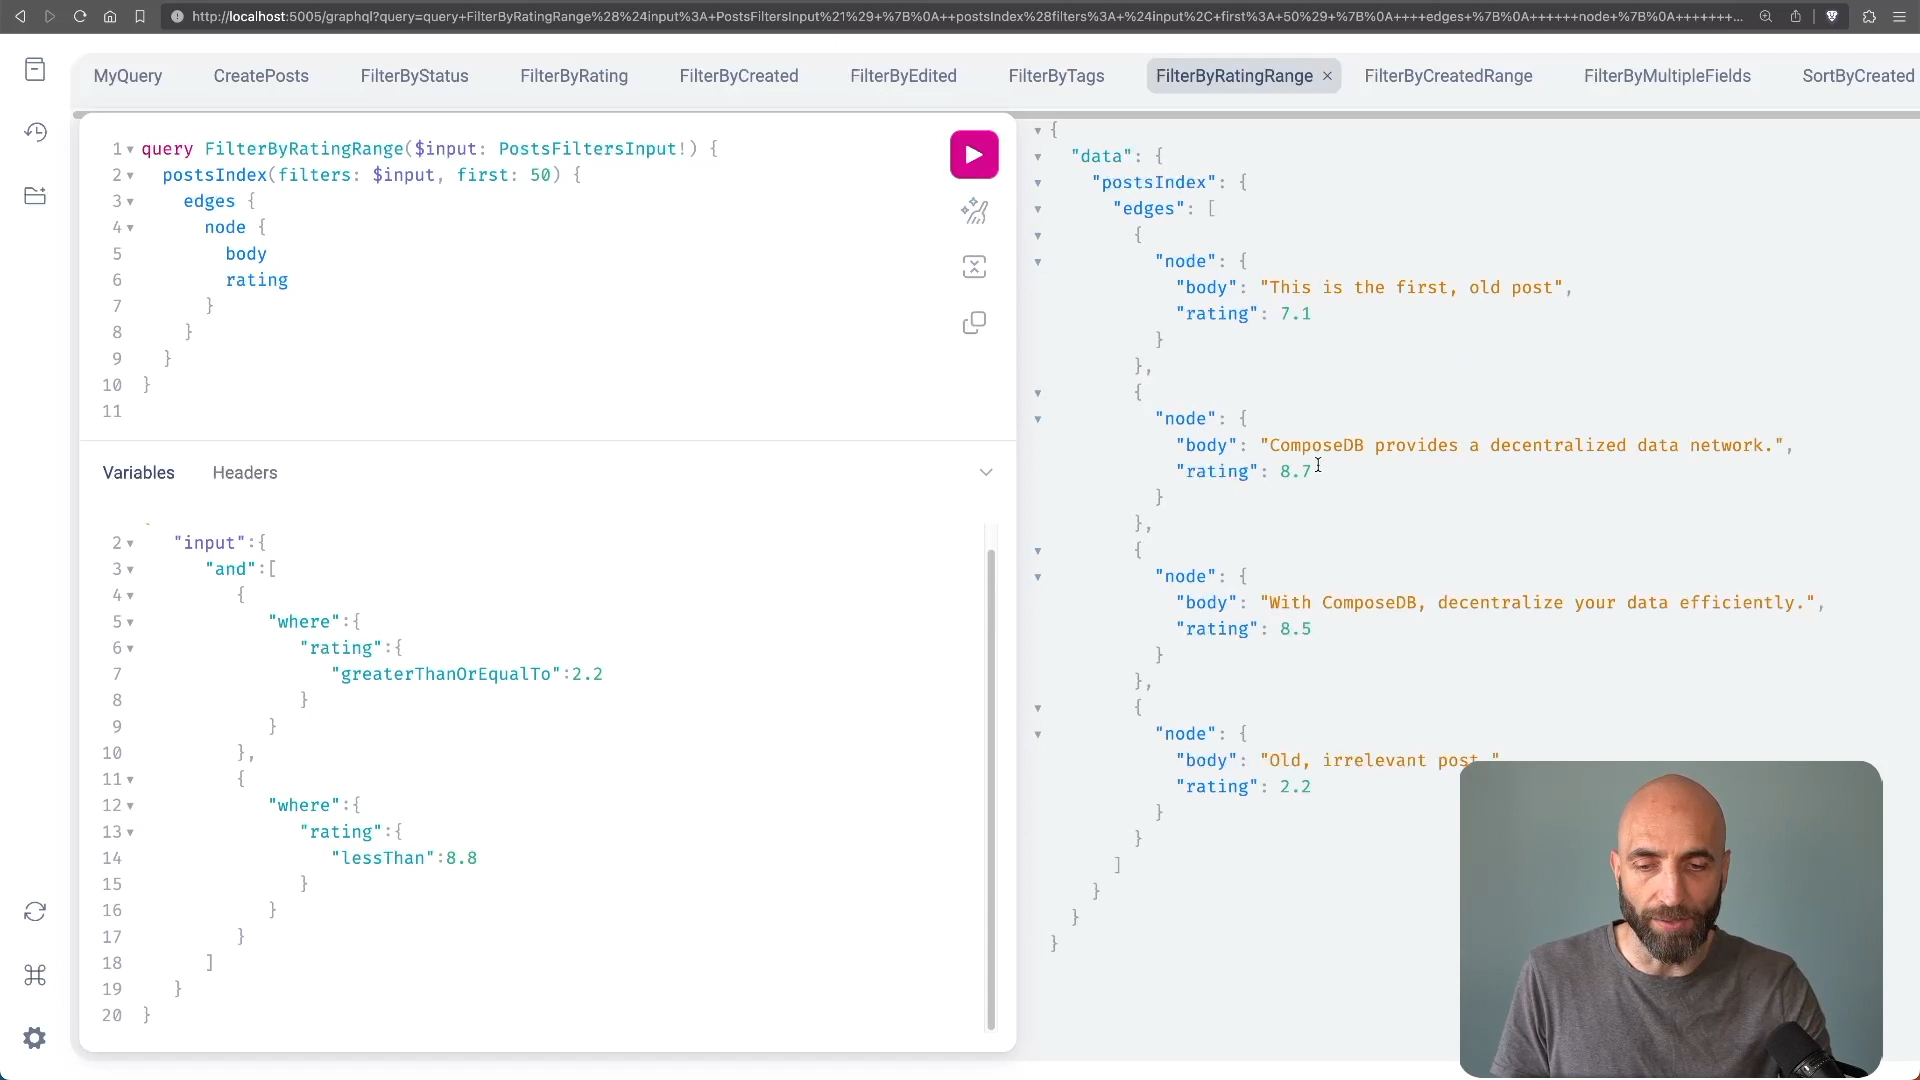 http://localhost:5005/graphql?query=query+FilterByRatingRange%28%24input%3A+PostsFiltersInput%21%29+%7B%0A++postsIndex%28filters%3A+%24input%2C+first%3A+50%29+%7B%0A++++edges+%7B%0A++++++node+%7B%0A+++++++...
MyQuery CreatePosts FilterByStatus FilterByRating FilterByCreated FilterByEdited FilterByTags FilterByRatingRange × FilterByCreatedRange FilterByMultipleFields SortByCreated
1 query FilterByRatingRange($input: PostsFiltersInput!) {
2 postsIndex(filters: $input, first: 50) {
3 edges {
4 node {
5 body
6 rating
7 }
8 }
9 }
10 }
11
Variables Headers
2 "input":{
3 "and":[
4 {
5 "where":{
6 "rating":{
7 "greaterThanOrEqualTo":2.2
8 }
9 }
10 },
11 {
12 "where":{
13 "rating":{
14 "lessThan":8.8
15 }
16 }
17 }
18 ]
19 }
20 }
{
"data": {
"postsIndex": {
"edges": [
{
"node": {
"body": "This is the first, old post",
"rating": 7.1
}
},
{
"node": {
"body": "ComposeDB provides a decentralized data network.",
"rating": 8.7
}
},
{
"node": {
"body": "With ComposeDB, decentralize your data efficiently.",
"rating": 8.5
}
},
{
"node": {
"body": "Old, irrelevant post."
"rating": 2.2
}
}
]
}
}
}